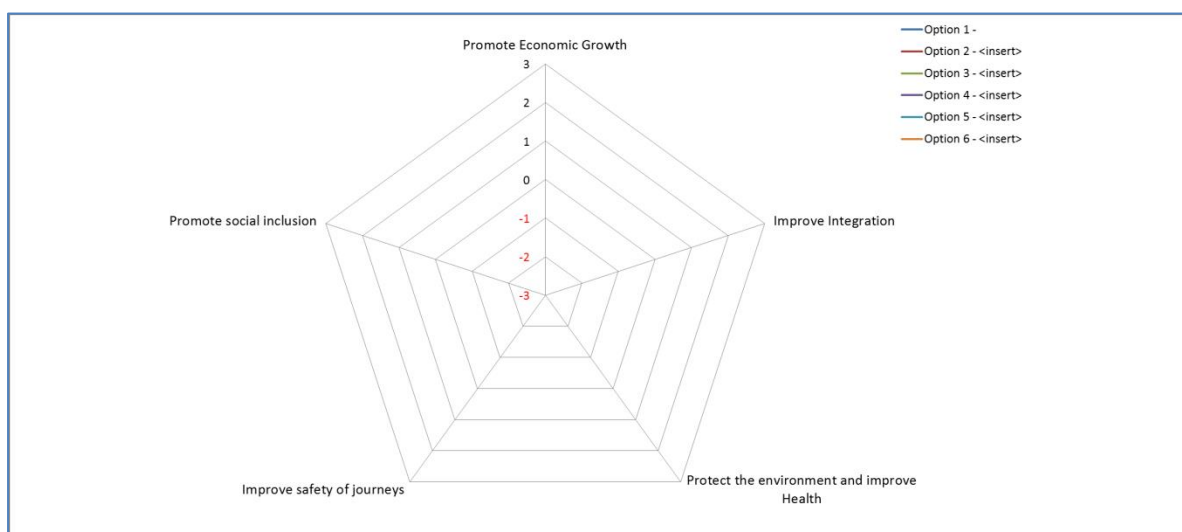 Promote Economic Growth
3
2
1
0
-1
-2
-3
Option 1 -
Option 2 - <insert>
Option 3 - <insert>
Option 4 - <insert>
Option 5 - <insert>
Option 6 - <insert>
Promote social inclusion
Improve Integration
Improve safety of journeys
Protect the environment and improve
Health